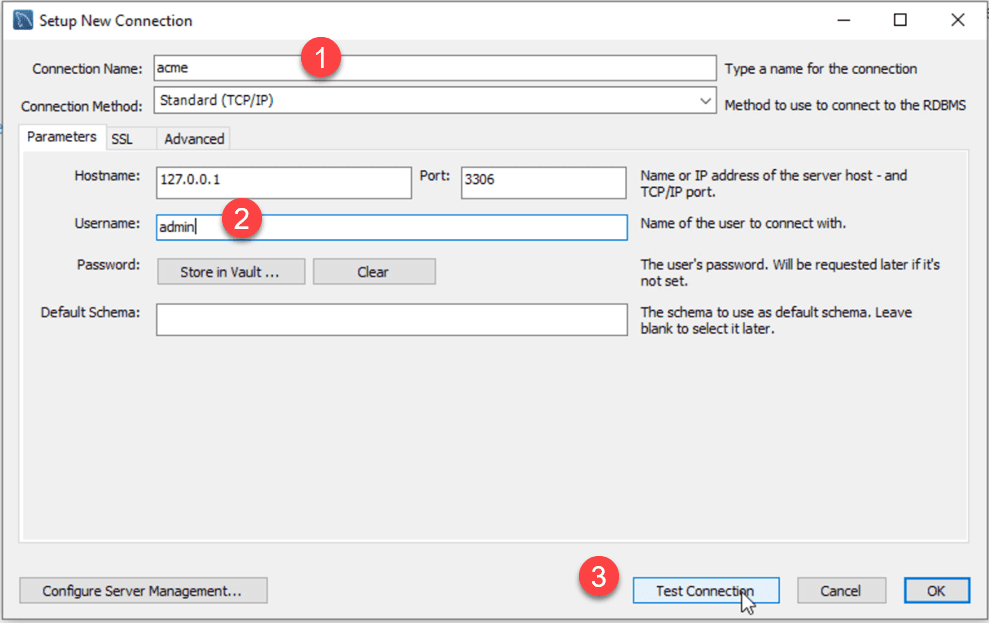 Setup New Connection
1
Connection Name: acme Type a name for the connection
Connection Method: Standard (TCP/IP) Method to use to connect to the RDBMS
Parameters SSL Advanced
Hostname: 127.0.0.1 Port: 3306 Name or IP address of the server host - and
TCP/IP port.
2
Username: admin Name of the user to connect with.
Password: Store in Vault ... Clear The user's password. Will be requested later if it's
not set.
Default Schema: The schema to use as default schema. Leave
blank to select it later.
3
Configure Server Management... Test Connection Cancel OK